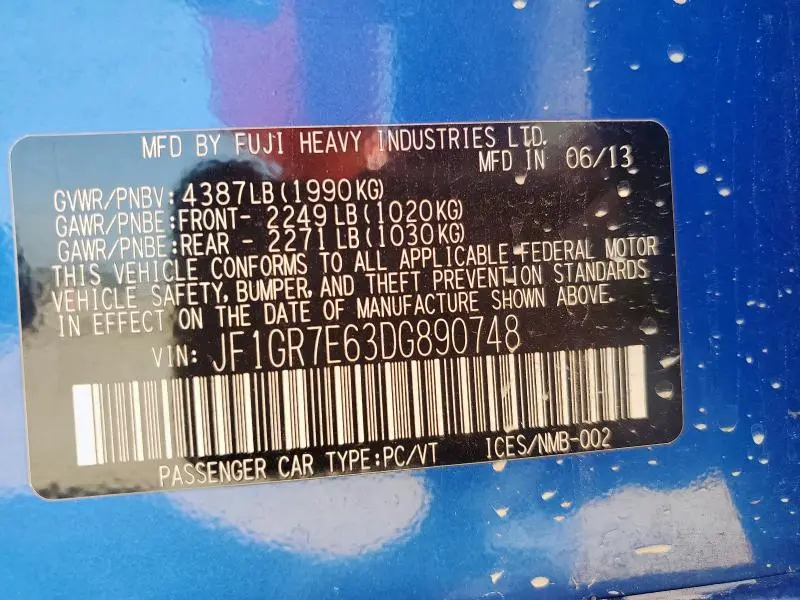 MFD BY FUJI HEAVY INDUSTRIES LTD.
MFD IN 06/13
GVWR/PNBV: 4387LB(1990KG)
GAWR/PNBE:FRONT- 2249LB(1020KG)
GAWR/PNBE:REAR - 2271LB(1030KG)
THIS VEHICLE CONFORMS TO ALL APPLICABLE FEDERAL MOTOR
VEHICLE SAFETY, BUMPER, AND THEFT PREVENTION STANDARDS
IN EFFECT ON THE DATE OF MANUFACTURE SHOWN ABOVE.
VIN: JF1GR7E63DG890748
PASSENGER CAR TYPE:PC/VT ICES/NMB-002